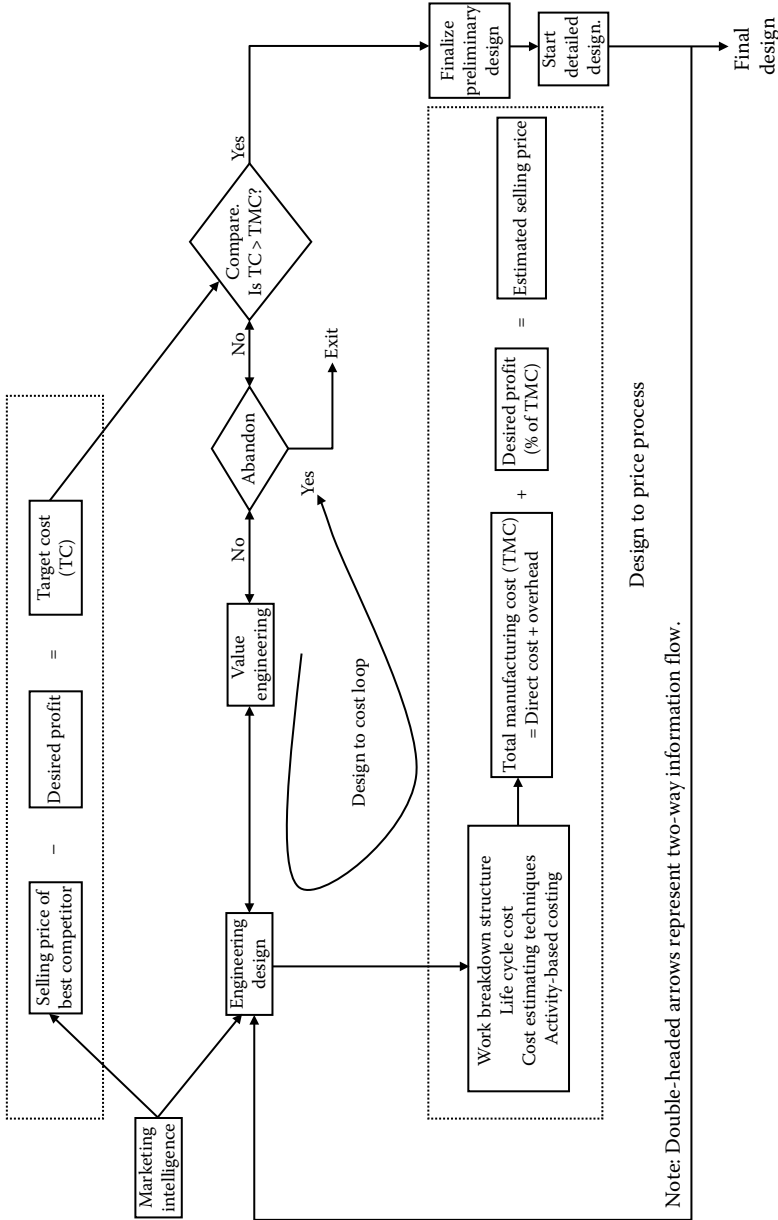 Marketing
intelligence
Selling price of
best competitor
–
Desired profit
=
Target cost
(TC)
Engineering
design
Value
engineering
No
Abandon
No
Compare.
Is TC > TMC?
Yes
Yes
Exit
Design to cost loop
Work breakdown structure
Life cycle cost
Cost estimating techniques
Activity-based costing
Total manufacturing cost (TMC)
= Direct cost + overhead
+
Desired profit
(% of TMC)
=
Estimated selling price
Finalize
preliminary
design
Start
detailed
design.
Final
design
Design to price process
Note: Double-headed arrows represent two-way information flow.